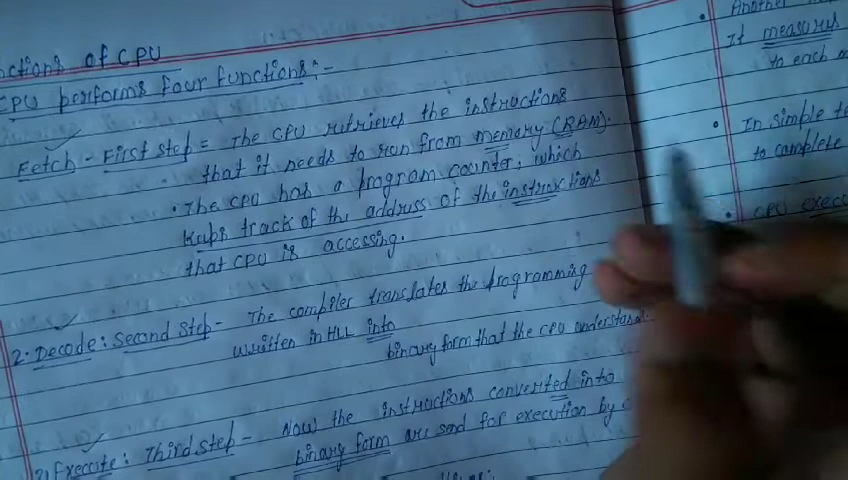 ctions of CPU
CPU performs four functions:-
Fetch - First step = The CPU retrieves the instructions
that it needs to run from memory (RAM).
• The CPU has a program counter, which
Keeps track of the address of the instructions
that CPU is accessing.
2. Decode: Second Step - The compiler translates the programming
written in HLL into
binary form that the CPU understand.
Execute: Third step - Now the instructions converted into
binary form are send for execution by
Another
It measures
to each
In simple te
to complete
CPU exec